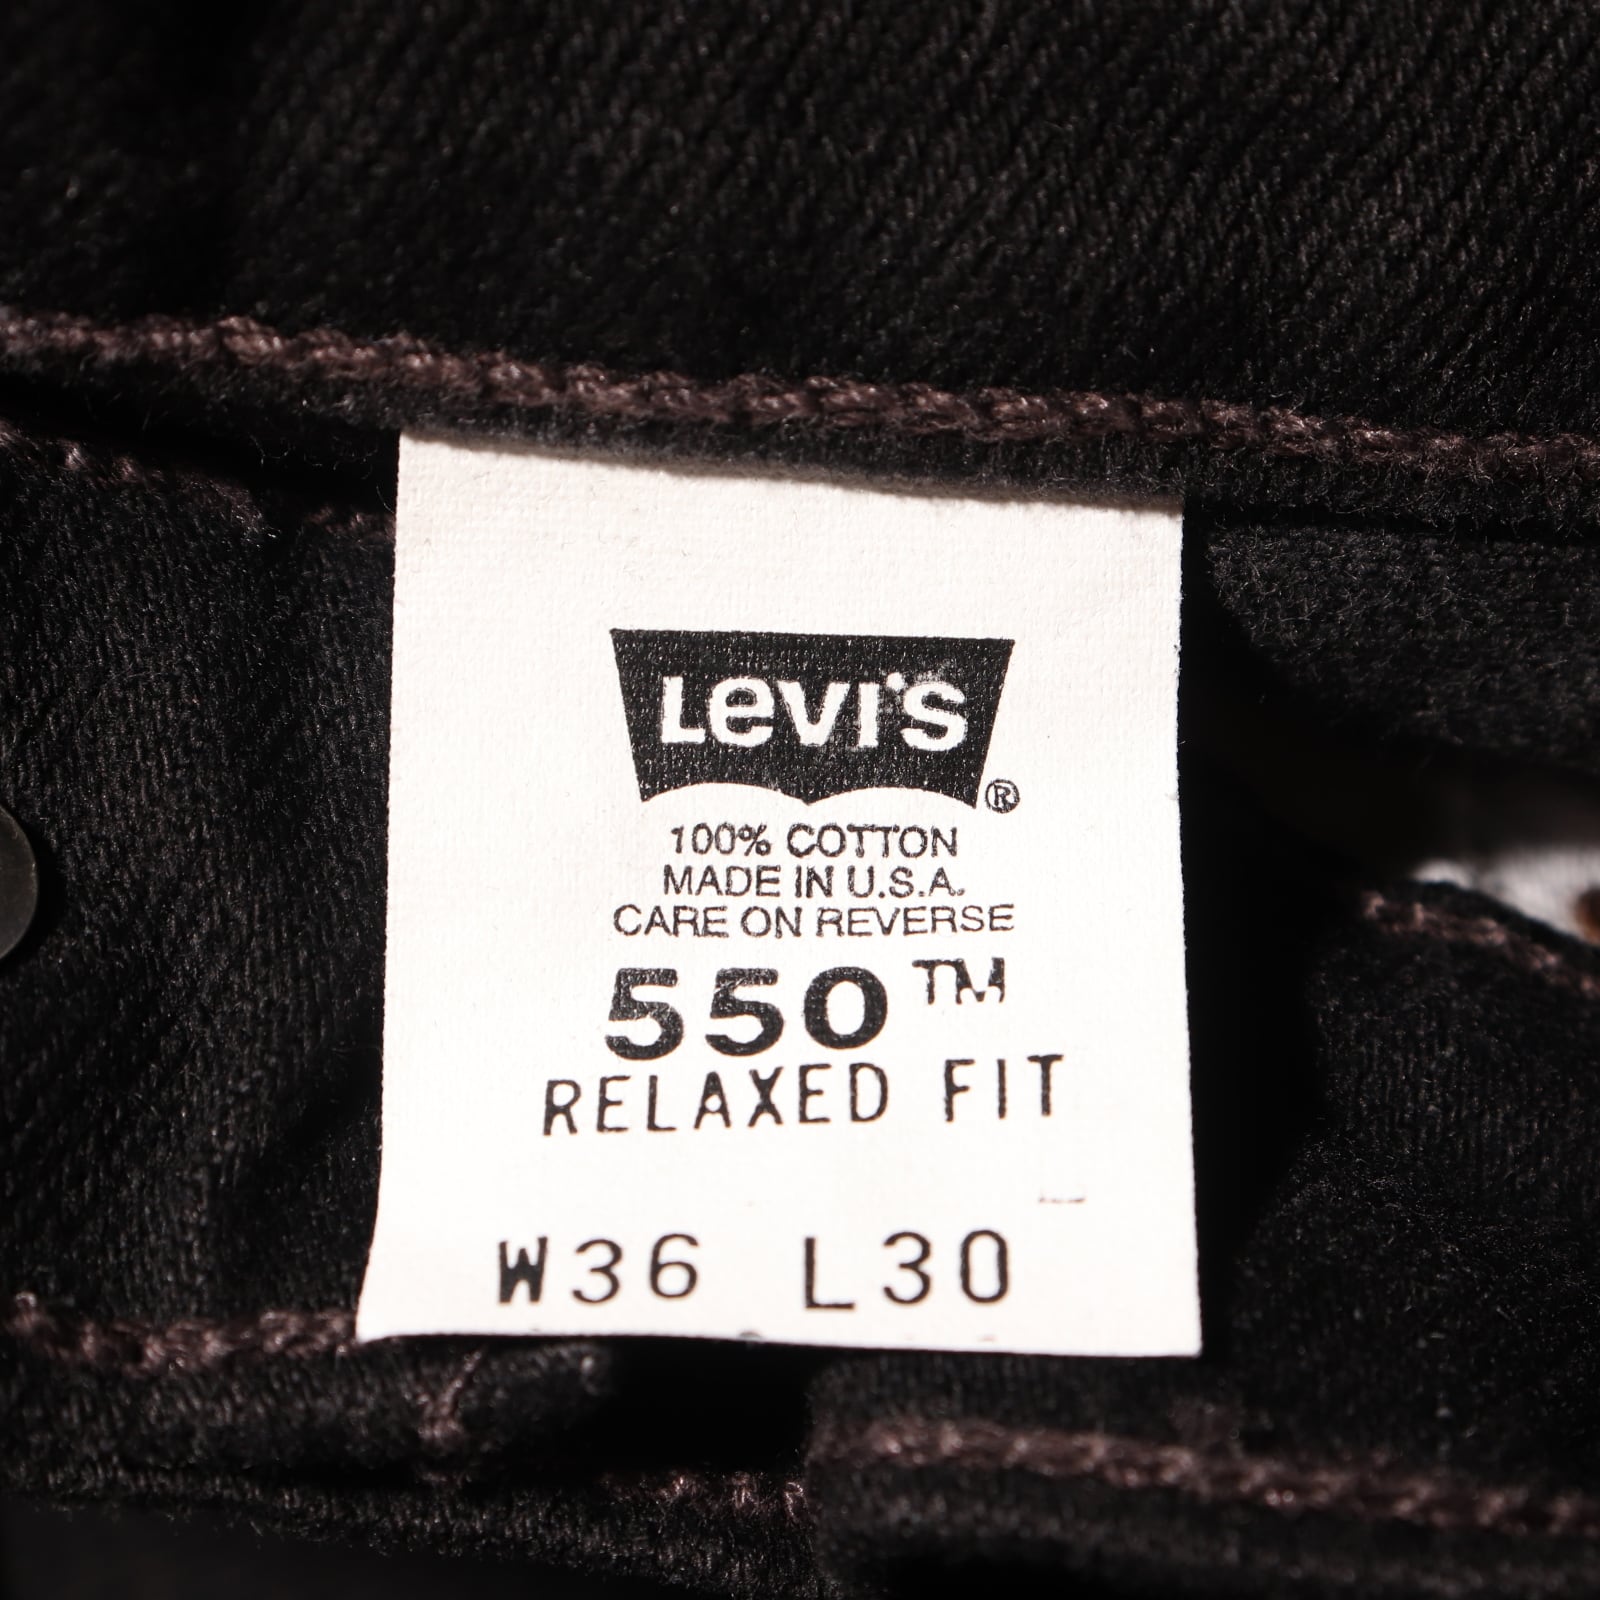 Levi's ®
100% COTTON
MADE IN U.S.A.
CARE ON REVERSE
550™
RELAXED FIT
W36 L30